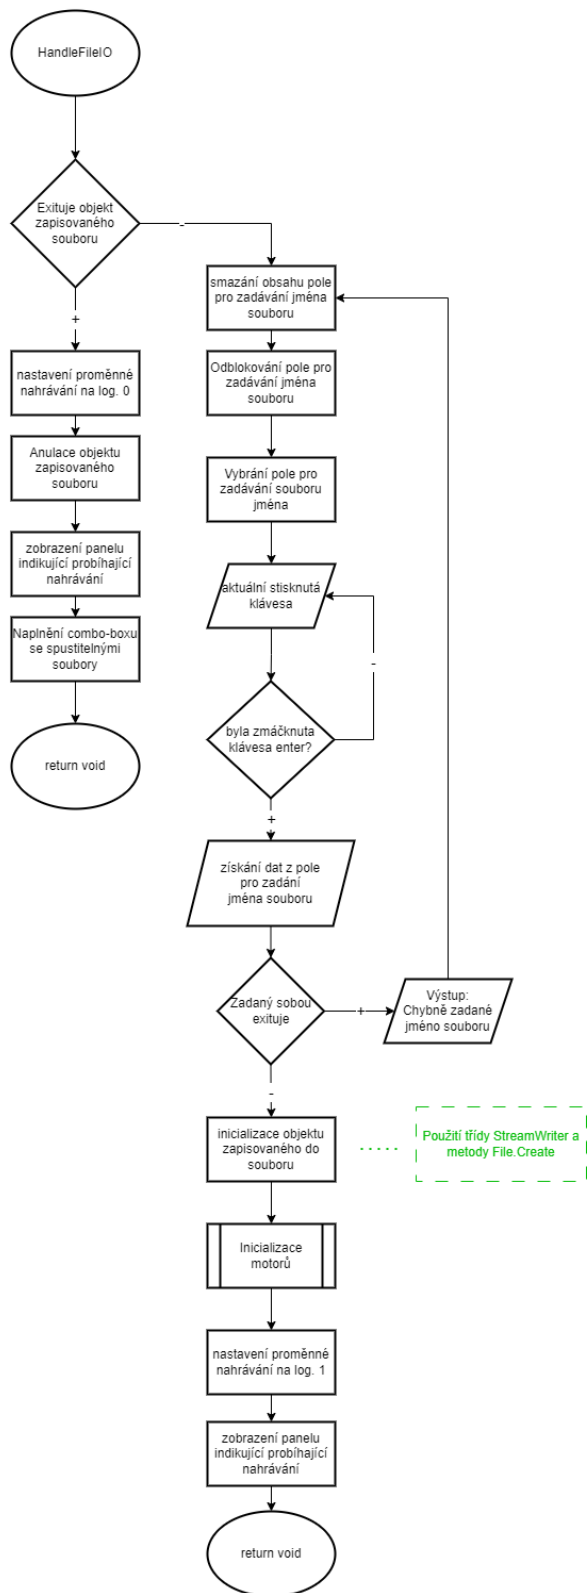 HandleFileIO
Exituje objekt
zapisovaného
souboru
-
+
smazání obsahu pole
pro zadávání jména
souboru
nastavení proměnné
nahrávání na log. 0
Odblokování pole pro
zadávání jména
souboru
Anulace objektu
zapisovaného
souboru
Vybrání pole pro
zadávání souboru
jména
zobrazení panelu
indikující probíhající
nahrávání
aktuální stisknutá
klávesa
Naplnění combo-boxu
se spustitelnými
soubory
-
byla zmáčknuta
klávesa enter?
return void
+
získání dat z pole
pro zadání
jména souboru
Zadaný sobou
exituje
+
Výstup:
Chybně zadané
jméno souboru
-
inicializace objektu
zapisovaného do
souboru
Použití třídy StreamWriter a
metody File.Create
Inicializace
motorů
nastavení proměnné
nahrávání na log. 1
zobrazení panelu
indikující probíhající
nahrávání
return void